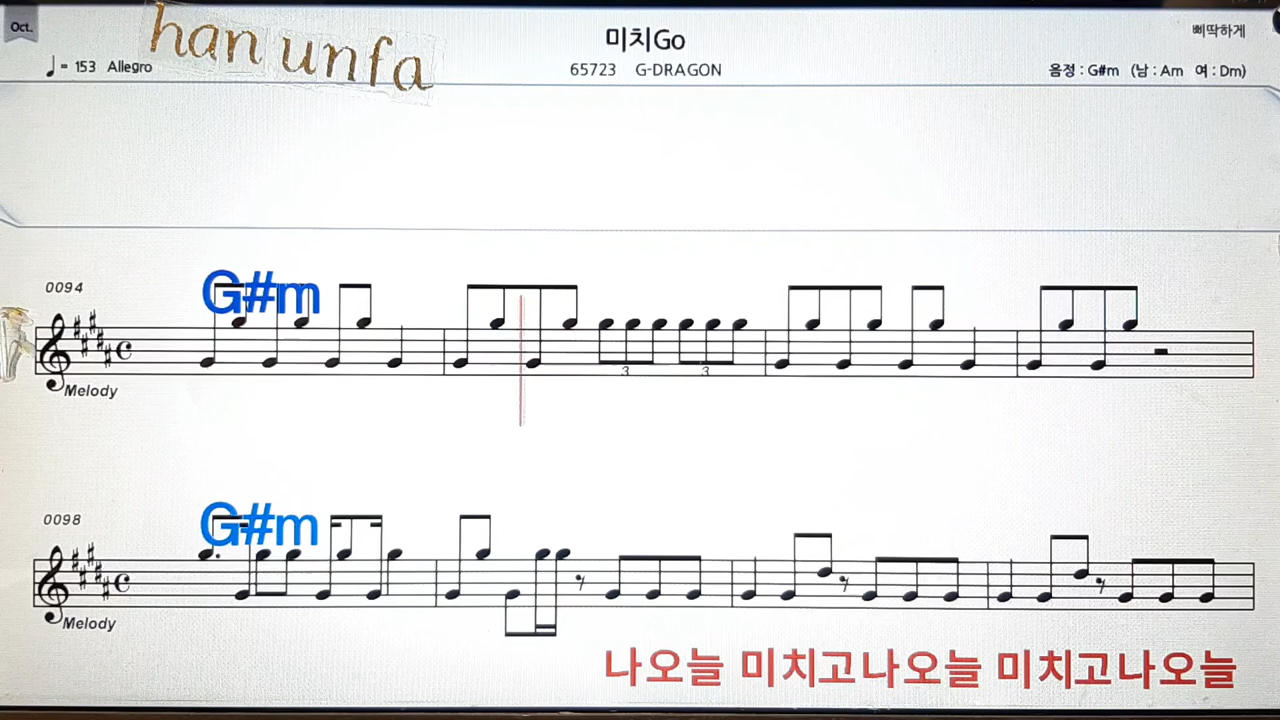 Oct.
han unfa
미치Go
삐딱하게
♩= 153 Allegro
65723 G-DRAGON
음정 : G#m (남 : Am 여 : Dm)
0094
G#m
3 3
Melody
0098
G#m
Melody
나오늘 미치고나오늘 미치고나오늘